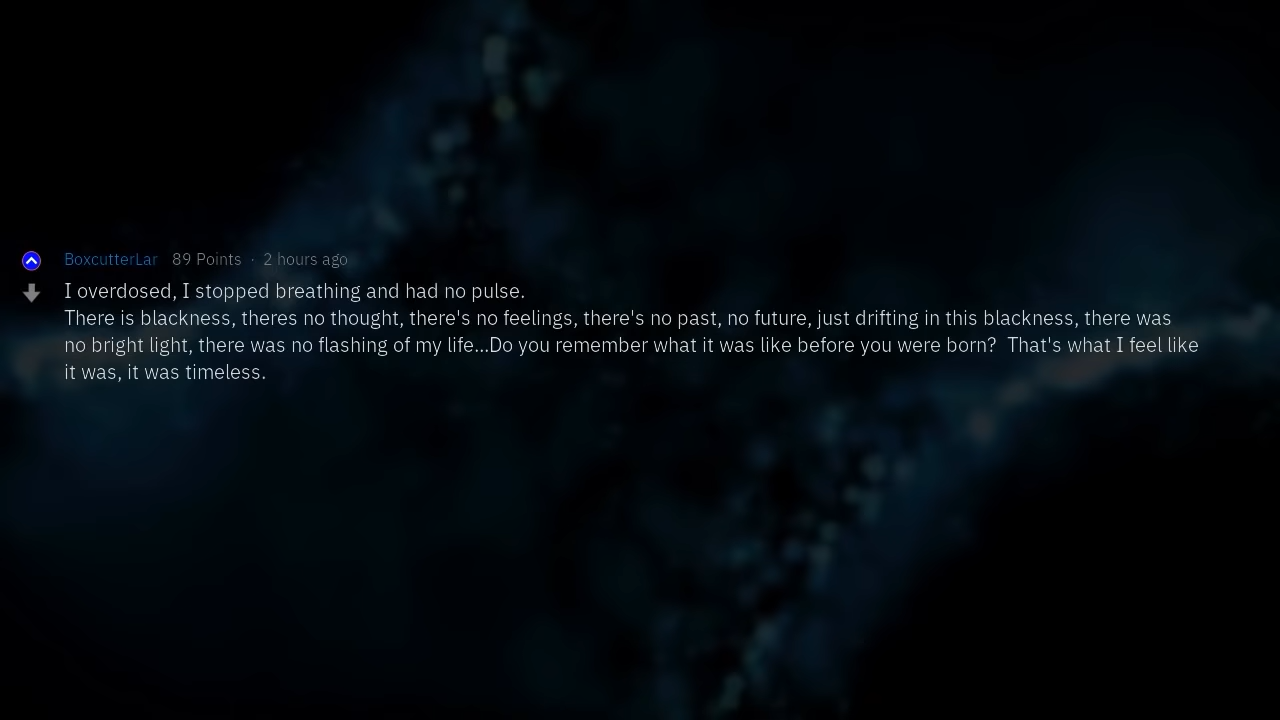 BoxcutterLar 89 Points · 2 hours ago
I overdosed, I stopped breathing and had no pulse.
There is blackness, theres no thought, there's no feelings, there's no past, no future, just drifting in this blackness, there was
no bright light, there was no flashing of my life...Do you remember what it was like before you were born?  That's what I feel like
it was, it was timeless.